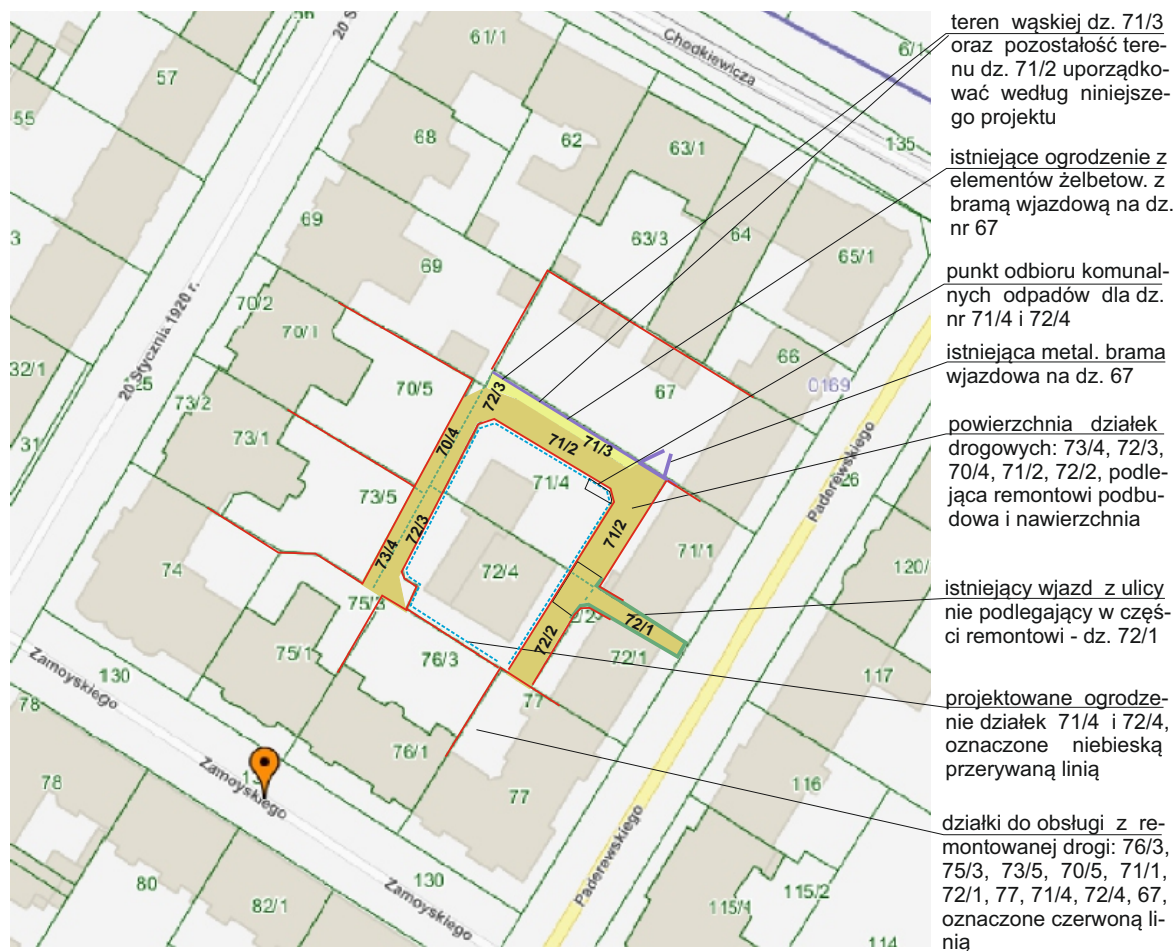 56
20 S
61/1
Chodkiewicza
6/1
57
55
68
62
63/1
135
69
3
63/3
64
65/1
69
70/2
20 Stycznia 1920 r.
70/1
66
32/1
25
70/5
72/3
67
0169
73/2
70/4
71/2
71/3
31
73/1
71/4
Paderewskiego
26
73/5
72/3
71/2
73/4
71/1
74
72/4
120/
75/3
2/2
72/1
72/2
75/1
76/3
72/1
117
130
Zamoyskiego
77
78
76/1
13
Zamoyskiego
78
77
116
Paderewskiego
80
130
82/1
Zamoyskiego
115/2
115/4
114
teren wąskiej dz. 71/3
oraz pozostałość tere-
nu dz. 71/2 uporządko-
wać według niniejsze-
go projektu
istniejące ogrodzenie z
elementów żelbetow. z
bramą wjazdową na dz.
nr 67
punkt odbioru komunal-
nych odpadów dla dz.
nr 71/4 i 72/4
istniejąca metal. brama
wjazdowa na dz. 67
powierzchnia działek
drogowych: 73/4, 72/3,
70/4, 71/2, 72/2, podle-
jąca remontowi podbu-
dowa i nawierzchnia
istniejący wjazd z ulicy
nie podlegający w częś-
ci remontowi - dz. 72/1
projektowane ogrodze-
nie działek 71/4 i 72/4,
oznaczone niebieską
przerywaną linią
działki do obsługi z re-
montowanej drogi: 76/3,
75/3, 73/5, 70/5, 71/1,
72/1, 77, 71/4, 72/4, 67,
oznaczone czerwoną li-
nią